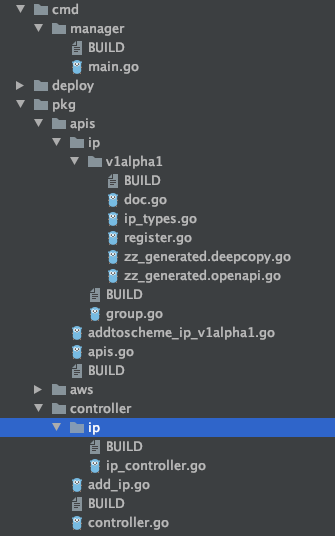 cmd
manager
BUILD
main.go
deploy
pkg
apis
ip
v1alpha1
BUILD
doc.go
ip_types.go
register.go
zz_generated.deepcopy.go
zz_generated.openapi.go
BUILD
group.go
addtoscheme_ip_v1alpha1.go
apis.go
BUILD
aws
controller
ip
BUILD
ip_controller.go
add_ip.go
BUILD
controller.go